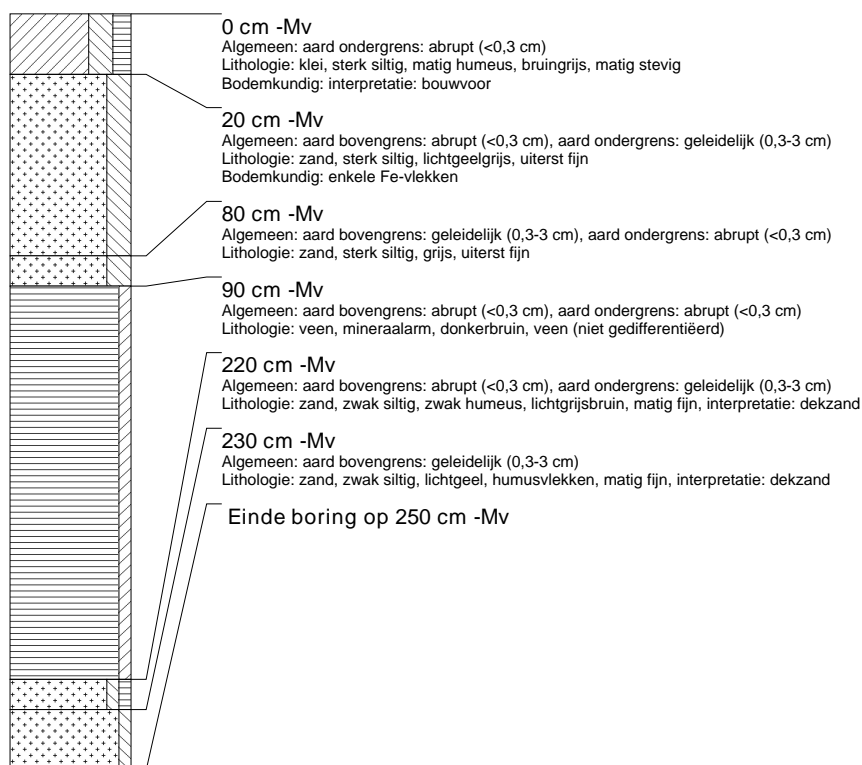 0 cm -Mv
Algemeen: aard ondergrens: abrupt (<0,3 cm)
Lithologie: klei, sterk siltig, matig humeus, bruingrijs, matig stevig
Bodemkundig: interpretatie: bouwvoor
20 cm -Mv
Algemeen: aard bovengrens: abrupt (<0,3 cm), aard ondergrens: geleidelijk (0,3-3 cm)
Lithologie: zand, sterk siltig, lichtgeelgrijs, uiterst fijn
Bodemkundig: enkele Fe-vlekken
80 cm -Mv
Algemeen: aard bovengrens: geleidelijk (0,3-3 cm), aard ondergrens: abrupt (<0,3 cm)
Lithologie: zand, sterk siltig, grijs, uiterst fijn
90 cm -Mv
Algemeen: aard bovengrens: abrupt (<0,3 cm), aard ondergrens: abrupt (<0,3 cm)
Lithologie: veen, mineraalarm, donkerbruin, veen (niet gedifferentiëerd)
220 cm -Mv
Algemeen: aard bovengrens: abrupt (<0,3 cm), aard ondergrens: geleidelijk (0,3-3 cm)
Lithologie: zand, zwak siltig, zwak humeus, lichtgrijsbruin, matig fijn, interpretatie: dekzand
230 cm -Mv
Algemeen: aard bovengrens: geleidelijk (0,3-3 cm)
Lithologie: zand, zwak siltig, lichtgeel, humusvlekken, matig fijn, interpretatie: dekzand
Einde boring op 250 cm -Mv